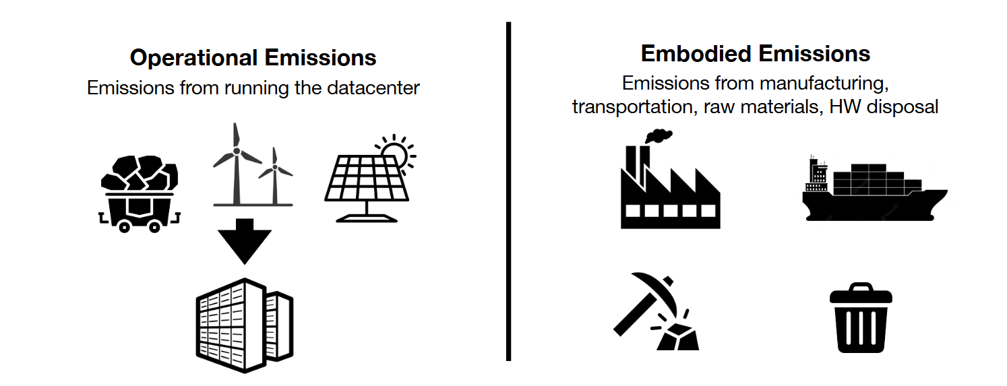 Operational Emissions
Emissions from running the datacenter
Embodied Emissions
Emissions from manufacturing,
transportation, raw materials, HW disposal